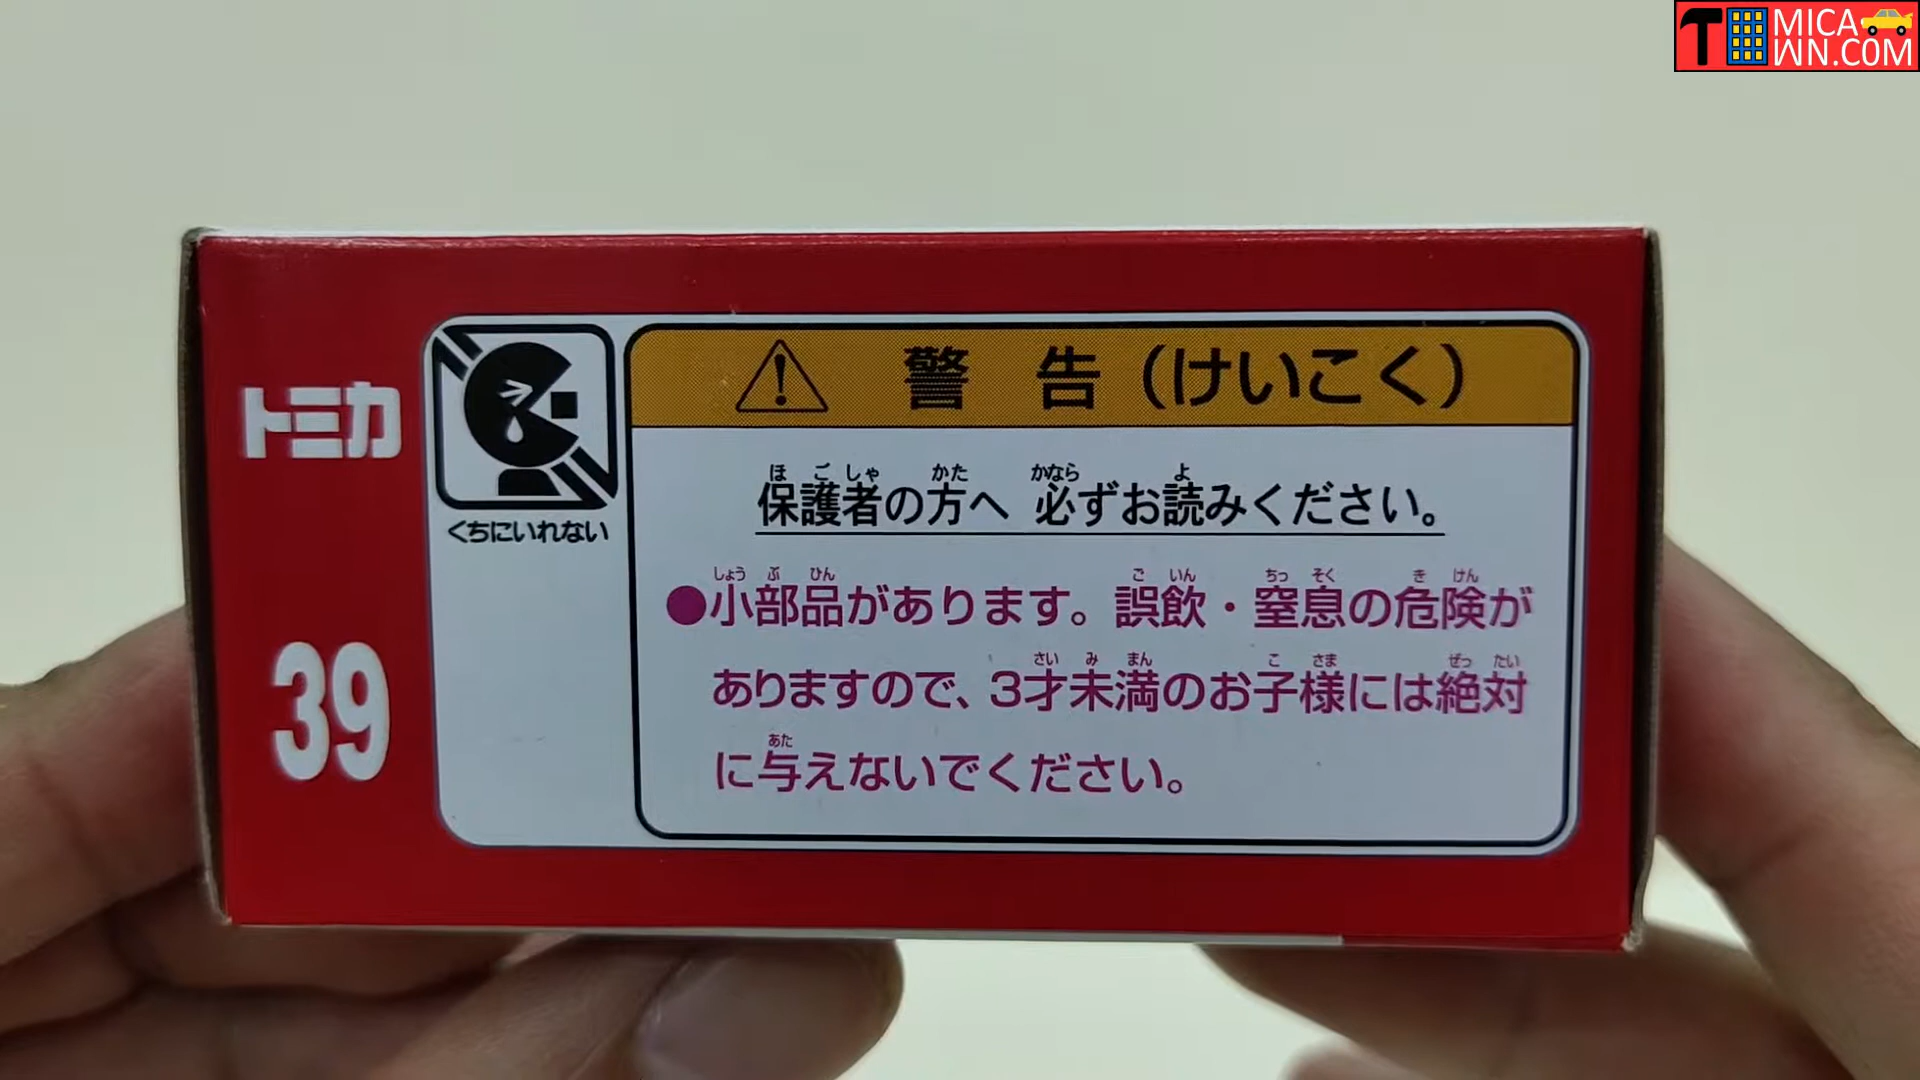 TOMICA
TOWN.COM
トミカ
39
くちにいれない
警告（けいこく）
ほごしゃ かた かなら よ
保護者の方へ 必ずお読みください。
しょうぶひん ごいん ちっそく きけん
●小部品があります。誤飲・窒息の危険が
さいみまん こさま ぜったい
ありますので、3才未満のお子様には絶対
あた
に与えないでください。